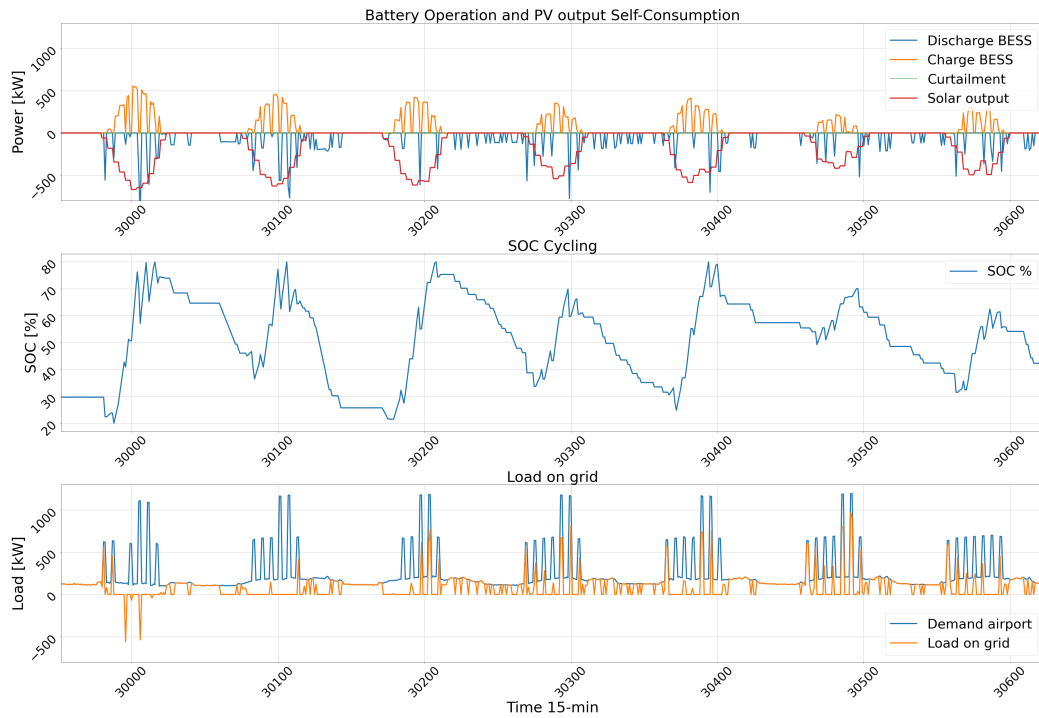 Battery Operation and PV output Self-Consumption
Power [kW]
1000
500
0
−500
Discharge BESS
Charge BESS
Curtailment
Solar output
30000 30100 30200 30300 30400 30500 30600
SOC Cycling
SOC [%]
80
70
60
50
40
30
20
SOC %
30000 30100 30200 30300 30400 30500 30600
Load on grid
Load [kW]
1000
500
0
−500
Demand airport
Load on grid
30000 30100 30200 30300 30400 30500 30600
Time 15-min